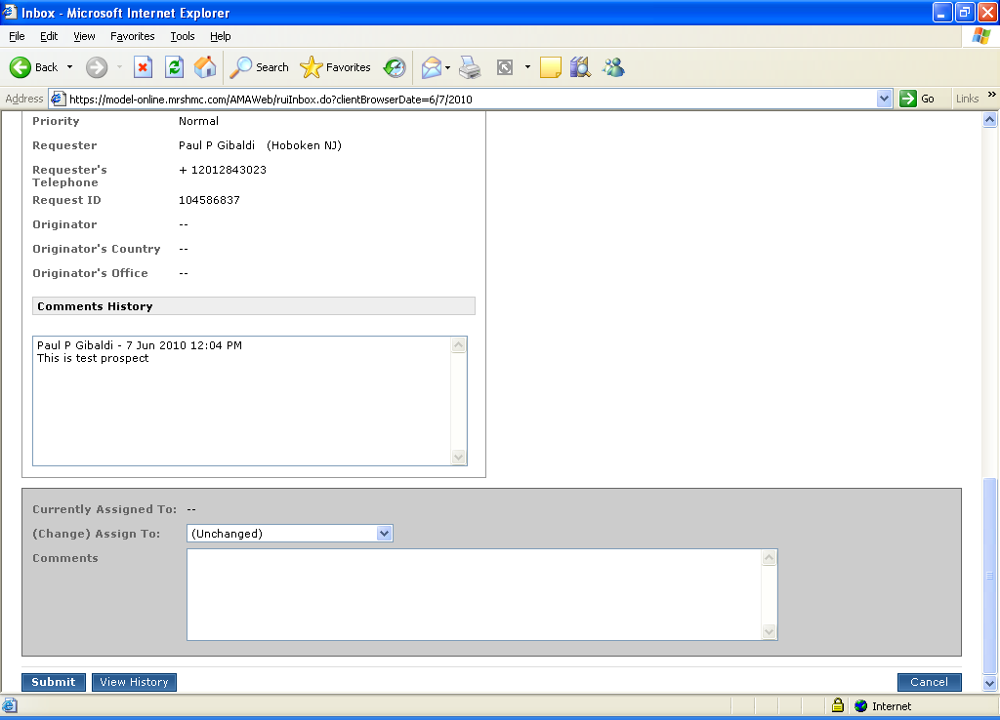 Inbox - Microsoft Internet Explorer
File Edit View Favorites Tools Help
Back Search Favorites
Address https://model-online.mrshmc.com/AMAWeb/ruiInbox.do?clientBrowserDate=6/7/2010 Go Links »
Priority Normal
Requester Paul P Gibaldi (Hoboken NJ)
Requester's
Telephone + 12012843023
Request ID 104586837
Originator --
Originator's Country --
Originator's Office --
Comments History
Paul P Gibaldi - 7 Jun 2010 12:04 PM
This is test prospect
Currently Assigned To: --
(Change) Assign To: (Unchanged)
Comments
Submit View History Cancel
Internet